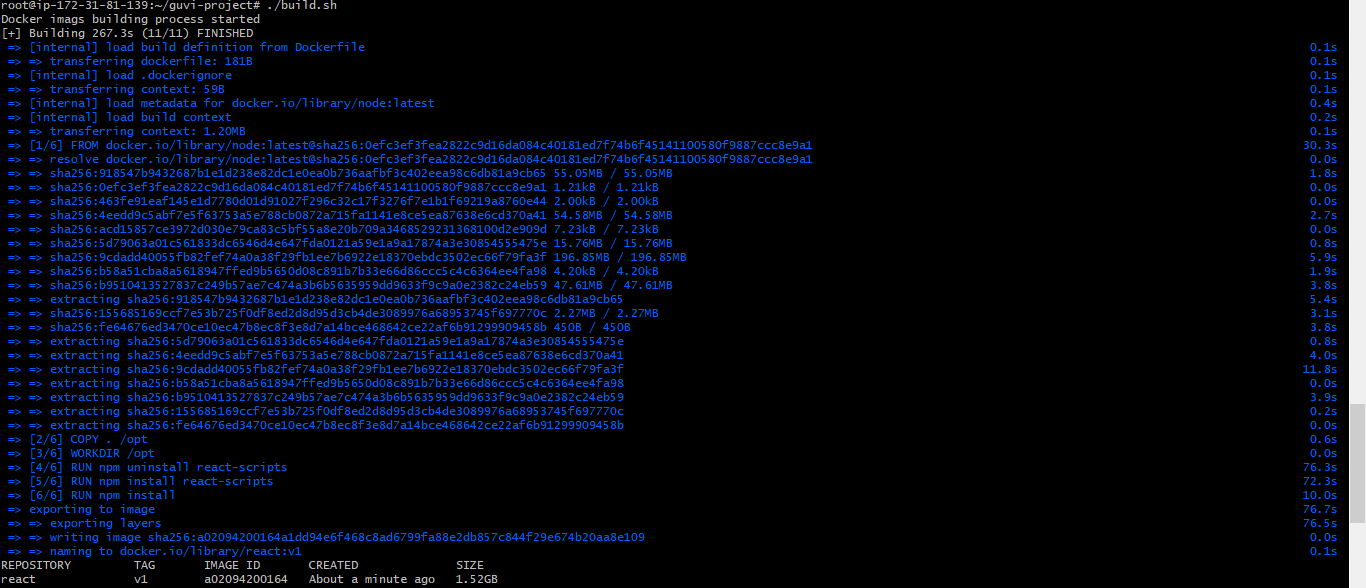 root@ip-172-31-81-139:~/guvi-project# ./build.sh
Docker imags building process started
[+] Building 267.3s (11/11) FINISHED
=> [internal] load build definition from Dockerfile 0.1s
=> => transferring dockerfile: 181B 0.1s
=> [internal] load .dockerignore 0.1s
=> => transferring context: 59B 0.1s
=> [internal] load metadata for docker.io/library/node:latest 0.4s
=> [internal] load build context 0.2s
=> => transferring context: 1.20MB 0.1s
=> [1/6] FROM docker.io/library/node:latest@sha256:0efc3ef3fea2822c9d16da084c40181ed7f74b6f45141100580f9887ccc8e9a1 30.3s
=> => resolve docker.io/library/node:latest@sha256:0efc3ef3fea2822c9d16da084c40181ed7f74b6f45141100580f9887ccc8e9a1 0.0s
=> => sha256:918547b9432687b1e1d238e82dc1e0ea0b736aafbf3c402eea98c6db81a9cb65 55.05MB / 55.05MB 1.8s
=> => sha256:0efc3ef3fea2822c9d16da084c40181ed7f74b6f45141100580f9887ccc8e9a1 1.21kB / 1.21kB 0.0s
=> => sha256:463fe91eaf145e1d7780d01d91027f296c32c17f3276f7e1b1f69219a8760e44 2.00kB / 2.00kB 0.0s
=> => sha256:4eedd9c5abf7e5f63753a5e788cb0872a715fa1141e8ce5ea87638e6cd370a41 54.58MB / 54.58MB 2.7s
=> => sha256:acd15857ce3972d030e79ca83c5bf55a8e20b709a3468529231368100d2e909d 7.23kB / 7.23kB 0.0s
=> => sha256:5d79063a01c561833dc6546d4e647fda0121a59e1a9a17874a3e30854555475e 15.76MB / 15.76MB 0.8s
=> => sha256:9cdadd40055fb82fef74a0a38f29fb1ee7b6922e18370ebdc3502ec66f79fa3f 196.85MB / 196.85MB 5.9s
=> => sha256:b58a51cba8a5618947ffed9b5650d08c891b7b33e66d86ccc5c4c6364ee4fa98 4.20kB / 4.20kB 1.9s
=> => sha256:b9510413527837c249b57ae7c474a3b6b5635959dd9633f9c9a0e2382c24eb59 47.61MB / 47.61MB 3.8s
=> => extracting sha256:918547b9432687b1e1d238e82dc1e0ea0b736aafbf3c402eea98c6db81a9cb65 5.4s
=> => sha256:155685169ccf7e53b725f0df8ed2d8d95d3cb4de3089976a68953745f697770c 2.27MB / 2.27MB 3.1s
=> => sha256:fe64676ed3470ce10ec47b8ec8f3e8d7a14bce468642ce22af6b91299909458b 450B / 450B 3.8s
=> => extracting sha256:5d79063a01c561833dc6546d4e647fda0121a59e1a9a17874a3e30854555475e 0.8s
=> => extracting sha256:4eedd9c5abf7e5f63753a5e788cb0872a715fa1141e8ce5ea87638e6cd370a41 4.0s
=> => extracting sha256:9cdadd40055fb82fef74a0a38f29fb1ee7b6922e18370ebdc3502ec66f79fa3f 11.8s
=> => extracting sha256:b58a51cba8a5618947ffed9b5650d08c891b7b33e66d86ccc5c4c6364ee4fa98 0.0s
=> => extracting sha256:b9510413527837c249b57ae7c474a3b6b5635959dd9633f9c9a0e2382c24eb59 3.9s
=> => extracting sha256:155685169ccf7e53b725f0df8ed2d8d95d3cb4de3089976a68953745f697770c 0.2s
=> => extracting sha256:fe64676ed3470ce10ec47b8ec8f3e8d7a14bce468642ce22af6b91299909458b 0.0s
=> [2/6] COPY . /opt 0.6s
=> [3/6] WORKDIR /opt 0.0s
=> [4/6] RUN npm uninstall react-scripts 76.3s
=> [5/6] RUN npm install react-scripts 72.3s
=> [6/6] RUN npm install 10.0s
=> exporting to image 76.7s
=> => exporting layers 76.5s
=> => writing image sha256:a02094200164a1dd94e6f468c8ad6799fa88e2db857c844f29e674b20aa8e109 0.0s
=> => naming to docker.io/library/react:v1 0.1s
REPOSITORY TAG IMAGE ID CREATED SIZE
react v1 a02094200164 About a minute ago 1.52GB